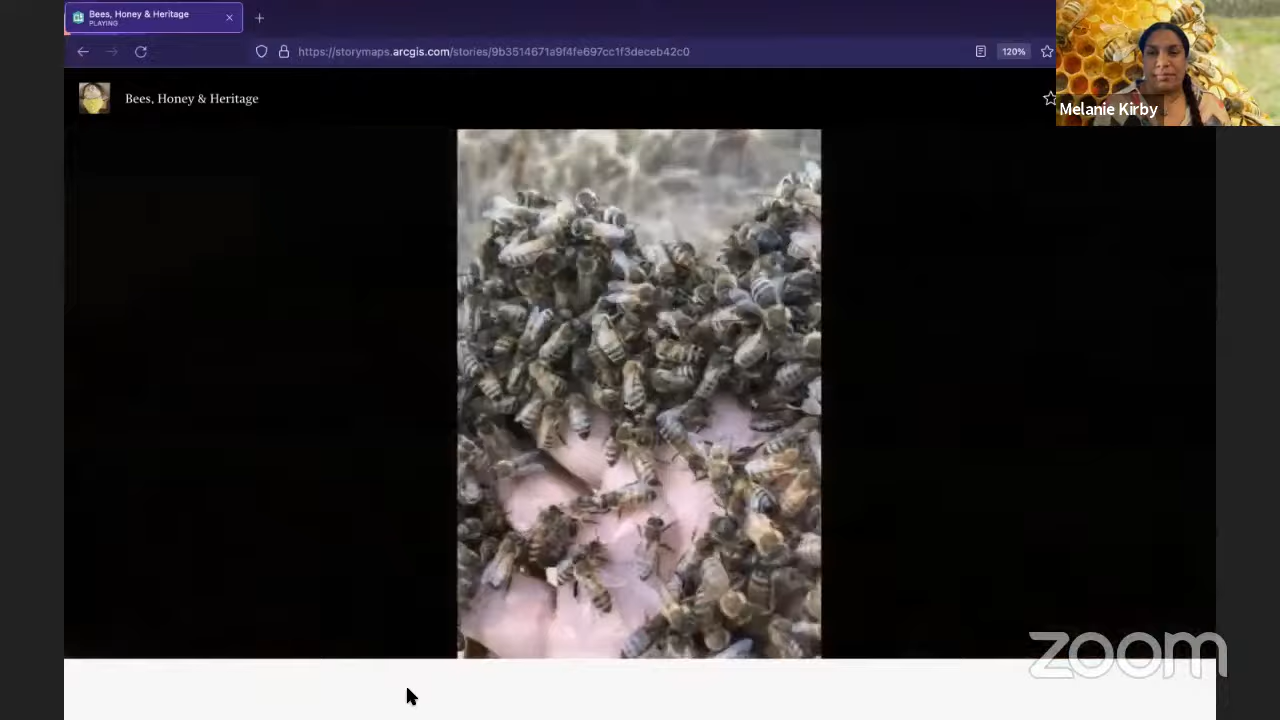 Bees, Honey & Heritage
PLAYING
https://storymaps.arcgis.com/stories/9b3514671a9f4fe697cc1f3deceb42c0
120%
Bees, Honey & Heritage
Melanie Kirby
zoom